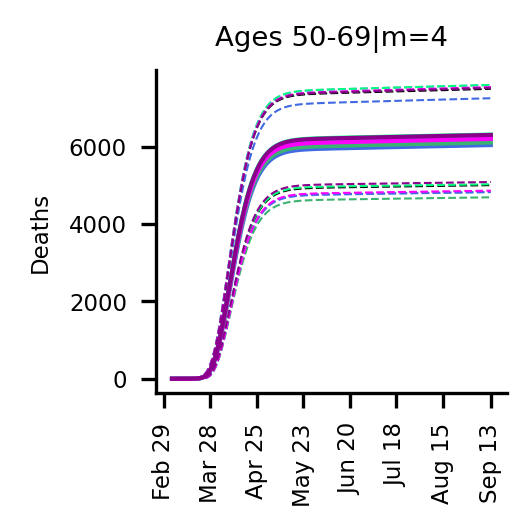 Ages 50-69|m=4
Deaths
6000
4000
2000
0
Feb 29
Mar 28
Apr 25
May 23
Jun 20
Jul 18
Aug 15
Sep 13